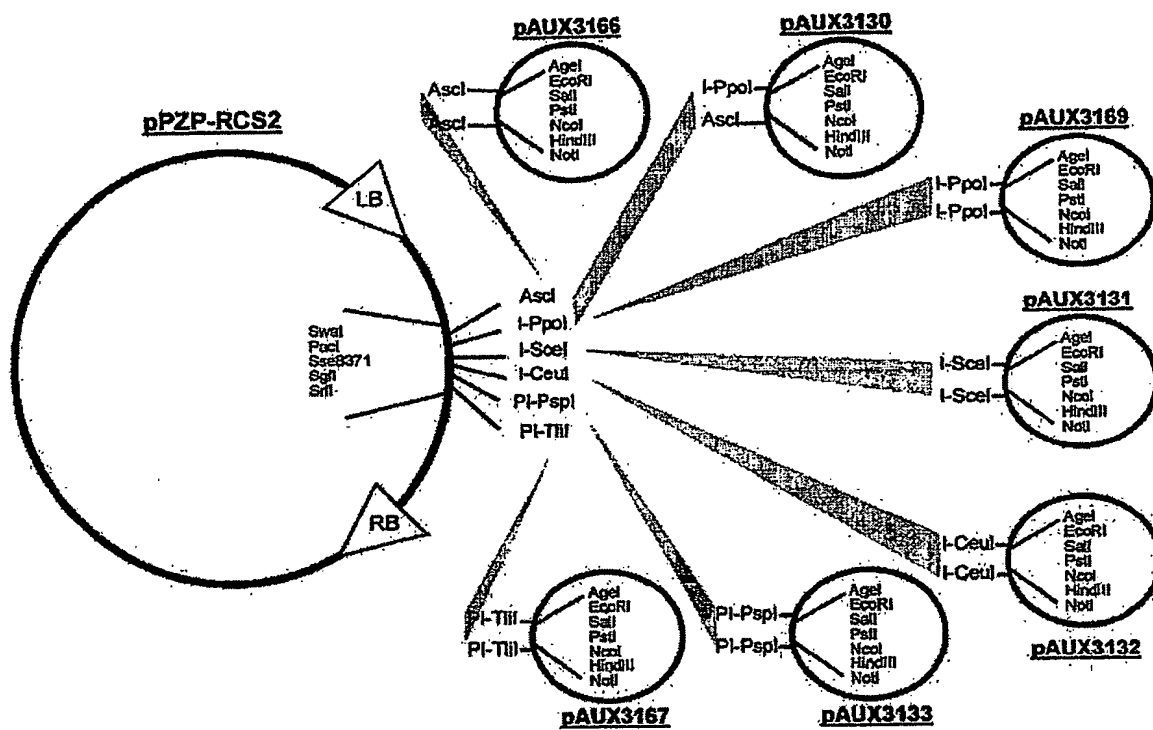 pAUX3166
AscI
AscI
AgeI
EcoRI
SalI
PstI
NcoI
HindIII
NotI
pAUX3130
I-PpoI
AscI
AgeI
EcoRI
SalI
PstI
NcoI
HindIII
NotI
pAUX3169
I-PpoI
I-PpoI
AgeI
EcoRI
SalI
PstI
NcoI
HindIII
NotI
pPZP-RCS2
LB
RB
SwaI
PacI
Sse8371
SgfI
SrfI
AscI
I-PpoI
I-SceI
I-CeuI
PI-PspI
PI-TliI
pAUX3131
I-SceI
I-SceI
AgeI
EcoRI
SalI
PstI
NcoI
HindIII
NotI
I-CeuI
I-CeuI
AgeI
EcoRI
SalI
PstI
NcoI
HindIII
NotI
pAUX3132
PI-TliI
PI-TliI
AgeI
EcoRI
SalI
PstI
NcoI
HindIII
NotI
pAUX3167
PI-PspI
PI-PspI
AgeI
EcoRI
SalI
PstI
NcoI
HindIII
NotI
pAUX3133